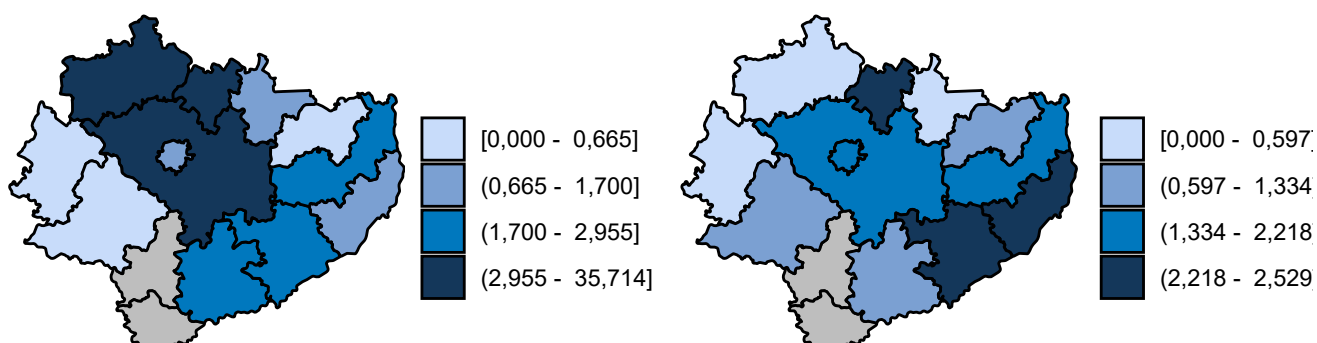 [0,000 - 0,665]
(0,665 - 1,700]
(1,700 - 2,955]
(2,955 - 35,714]
[0,000 - 0,597]
(0,597 - 1,334]
(1,334 - 2,218]
(2,218 - 2,529]